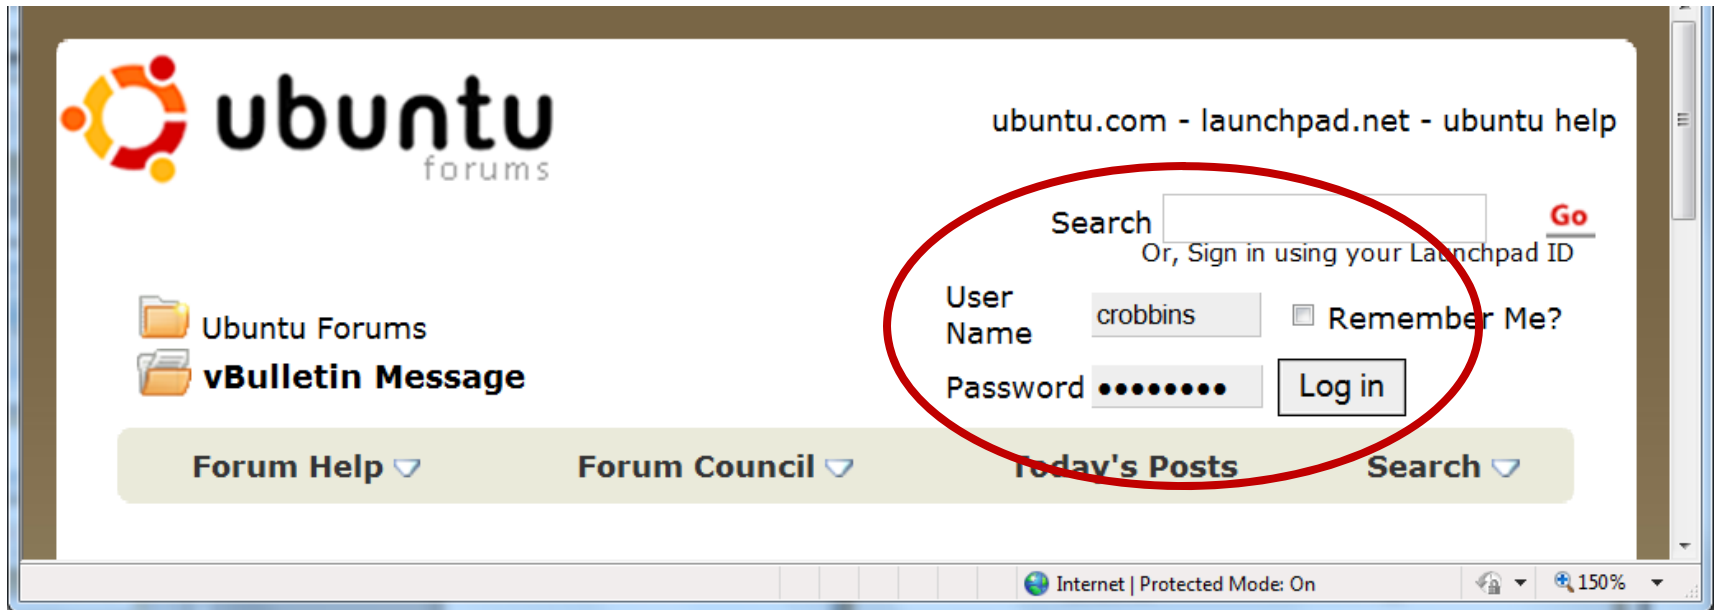 ubuntu
forums
ubuntu.com - launchpad.net - ubuntu help
Search Go
Or, Sign in using your Launchpad ID
User
Name crobbins Remember Me?
Password ●●●●●●●● Log in
Ubuntu Forums
vBulletin Message
Forum Help Forum Council Today's Posts Search
Internet | Protected Mode: On 150%